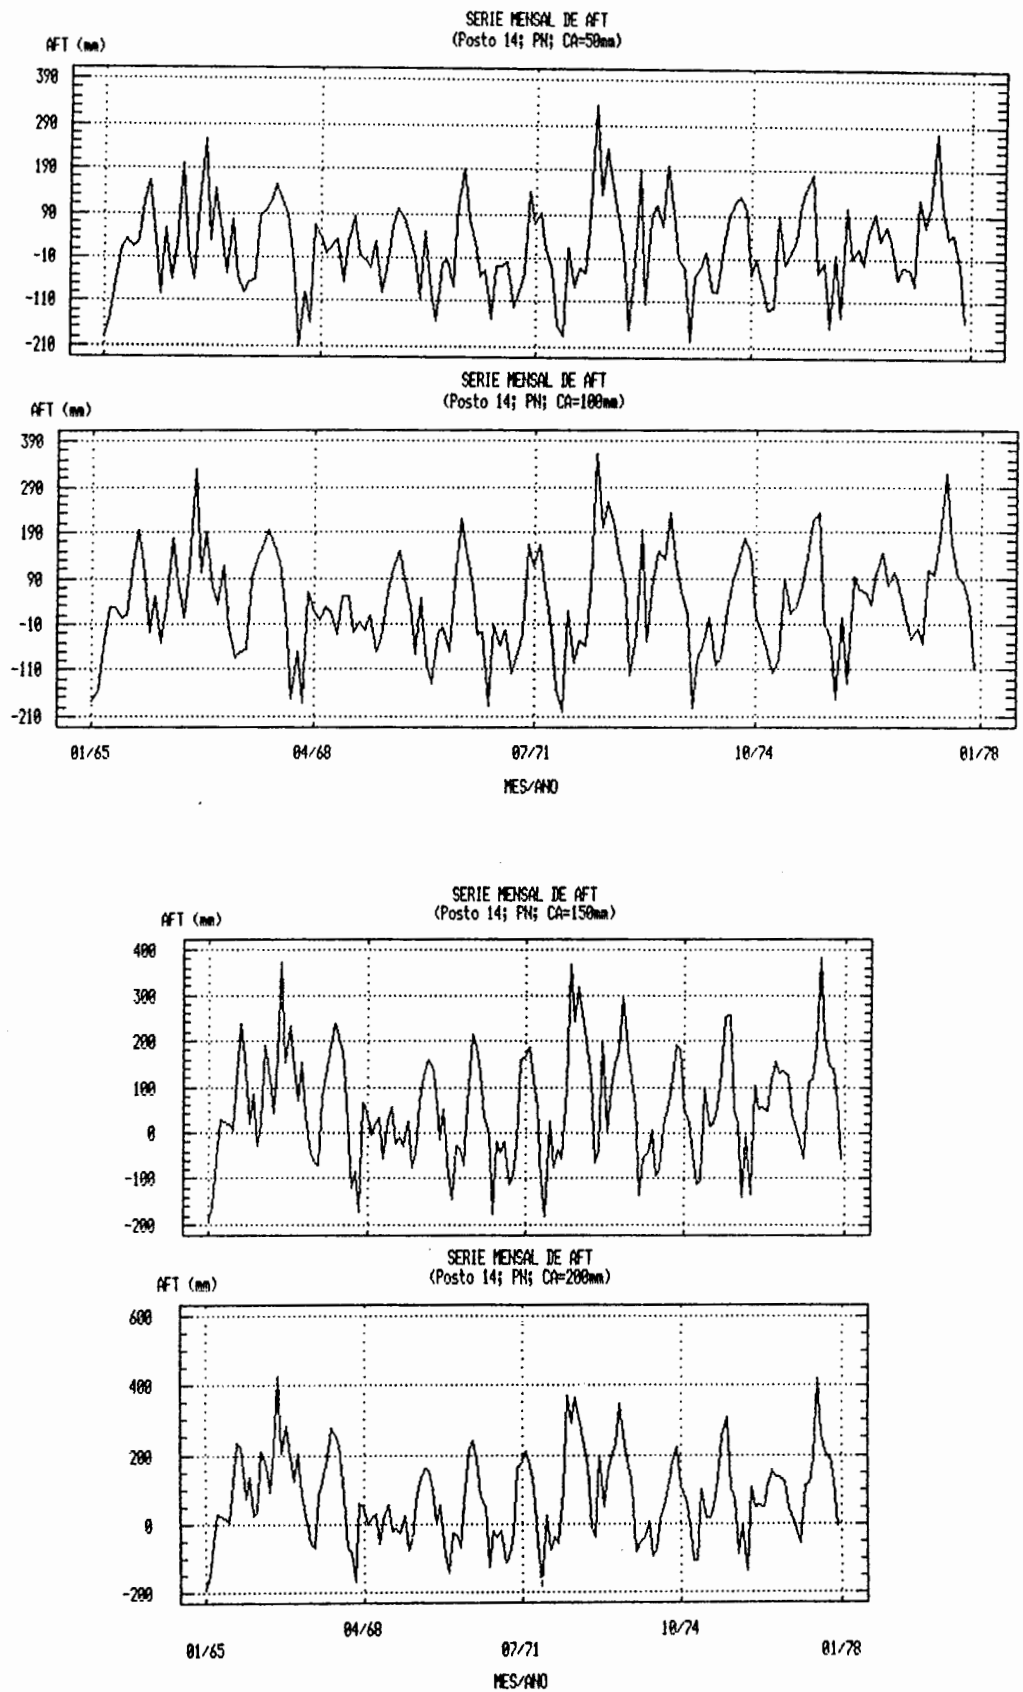 SERIE MENSAL DE AFT
(Posto 14; PN; CA=50mm)
AFT (mm)
390
290
190
90
-10
-110
-210
SERIE MENSAL DE AFT
(Posto 14; PN; CA=100mm)
AFT (mm)
390
290
190
90
-10
-110
-210
01/65 04/68 07/71 10/74 01/78
MES/ANO
SERIE MENSAL DE AFT
(Posto 14; PN; CA=150mm)
AFT (mm)
400
300
200
100
0
-100
-200
SERIE MENSAL DE AFT
(Posto 14; PN; CA=200mm)
AFT (mm)
600
400
200
0
-200
01/65 04/68 07/71 10/74 01/78
MES/ANO